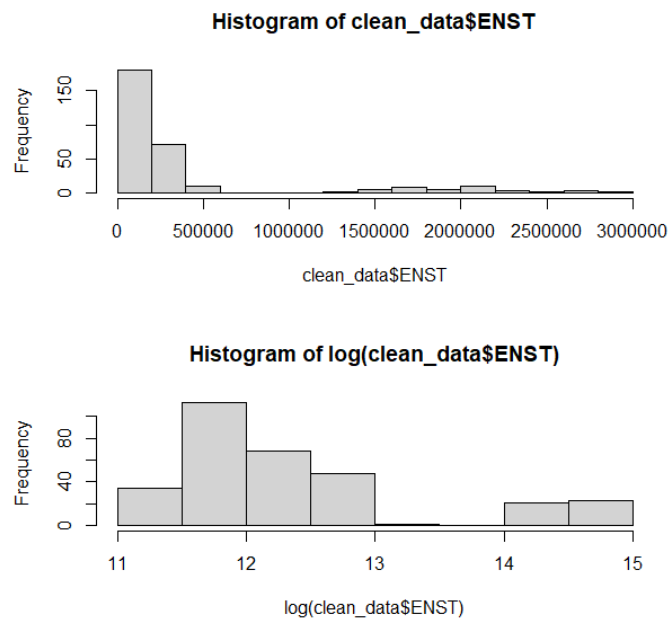 Histogram of clean_data$ENST
150
50
0
Frequency
0 500000 1000000 1500000 2000000 2500000 3000000
clean_data$ENST
Histogram of log(clean_data$ENST)
80
40
0
Frequency
11 12 13 14 15
log(clean_data$ENST)